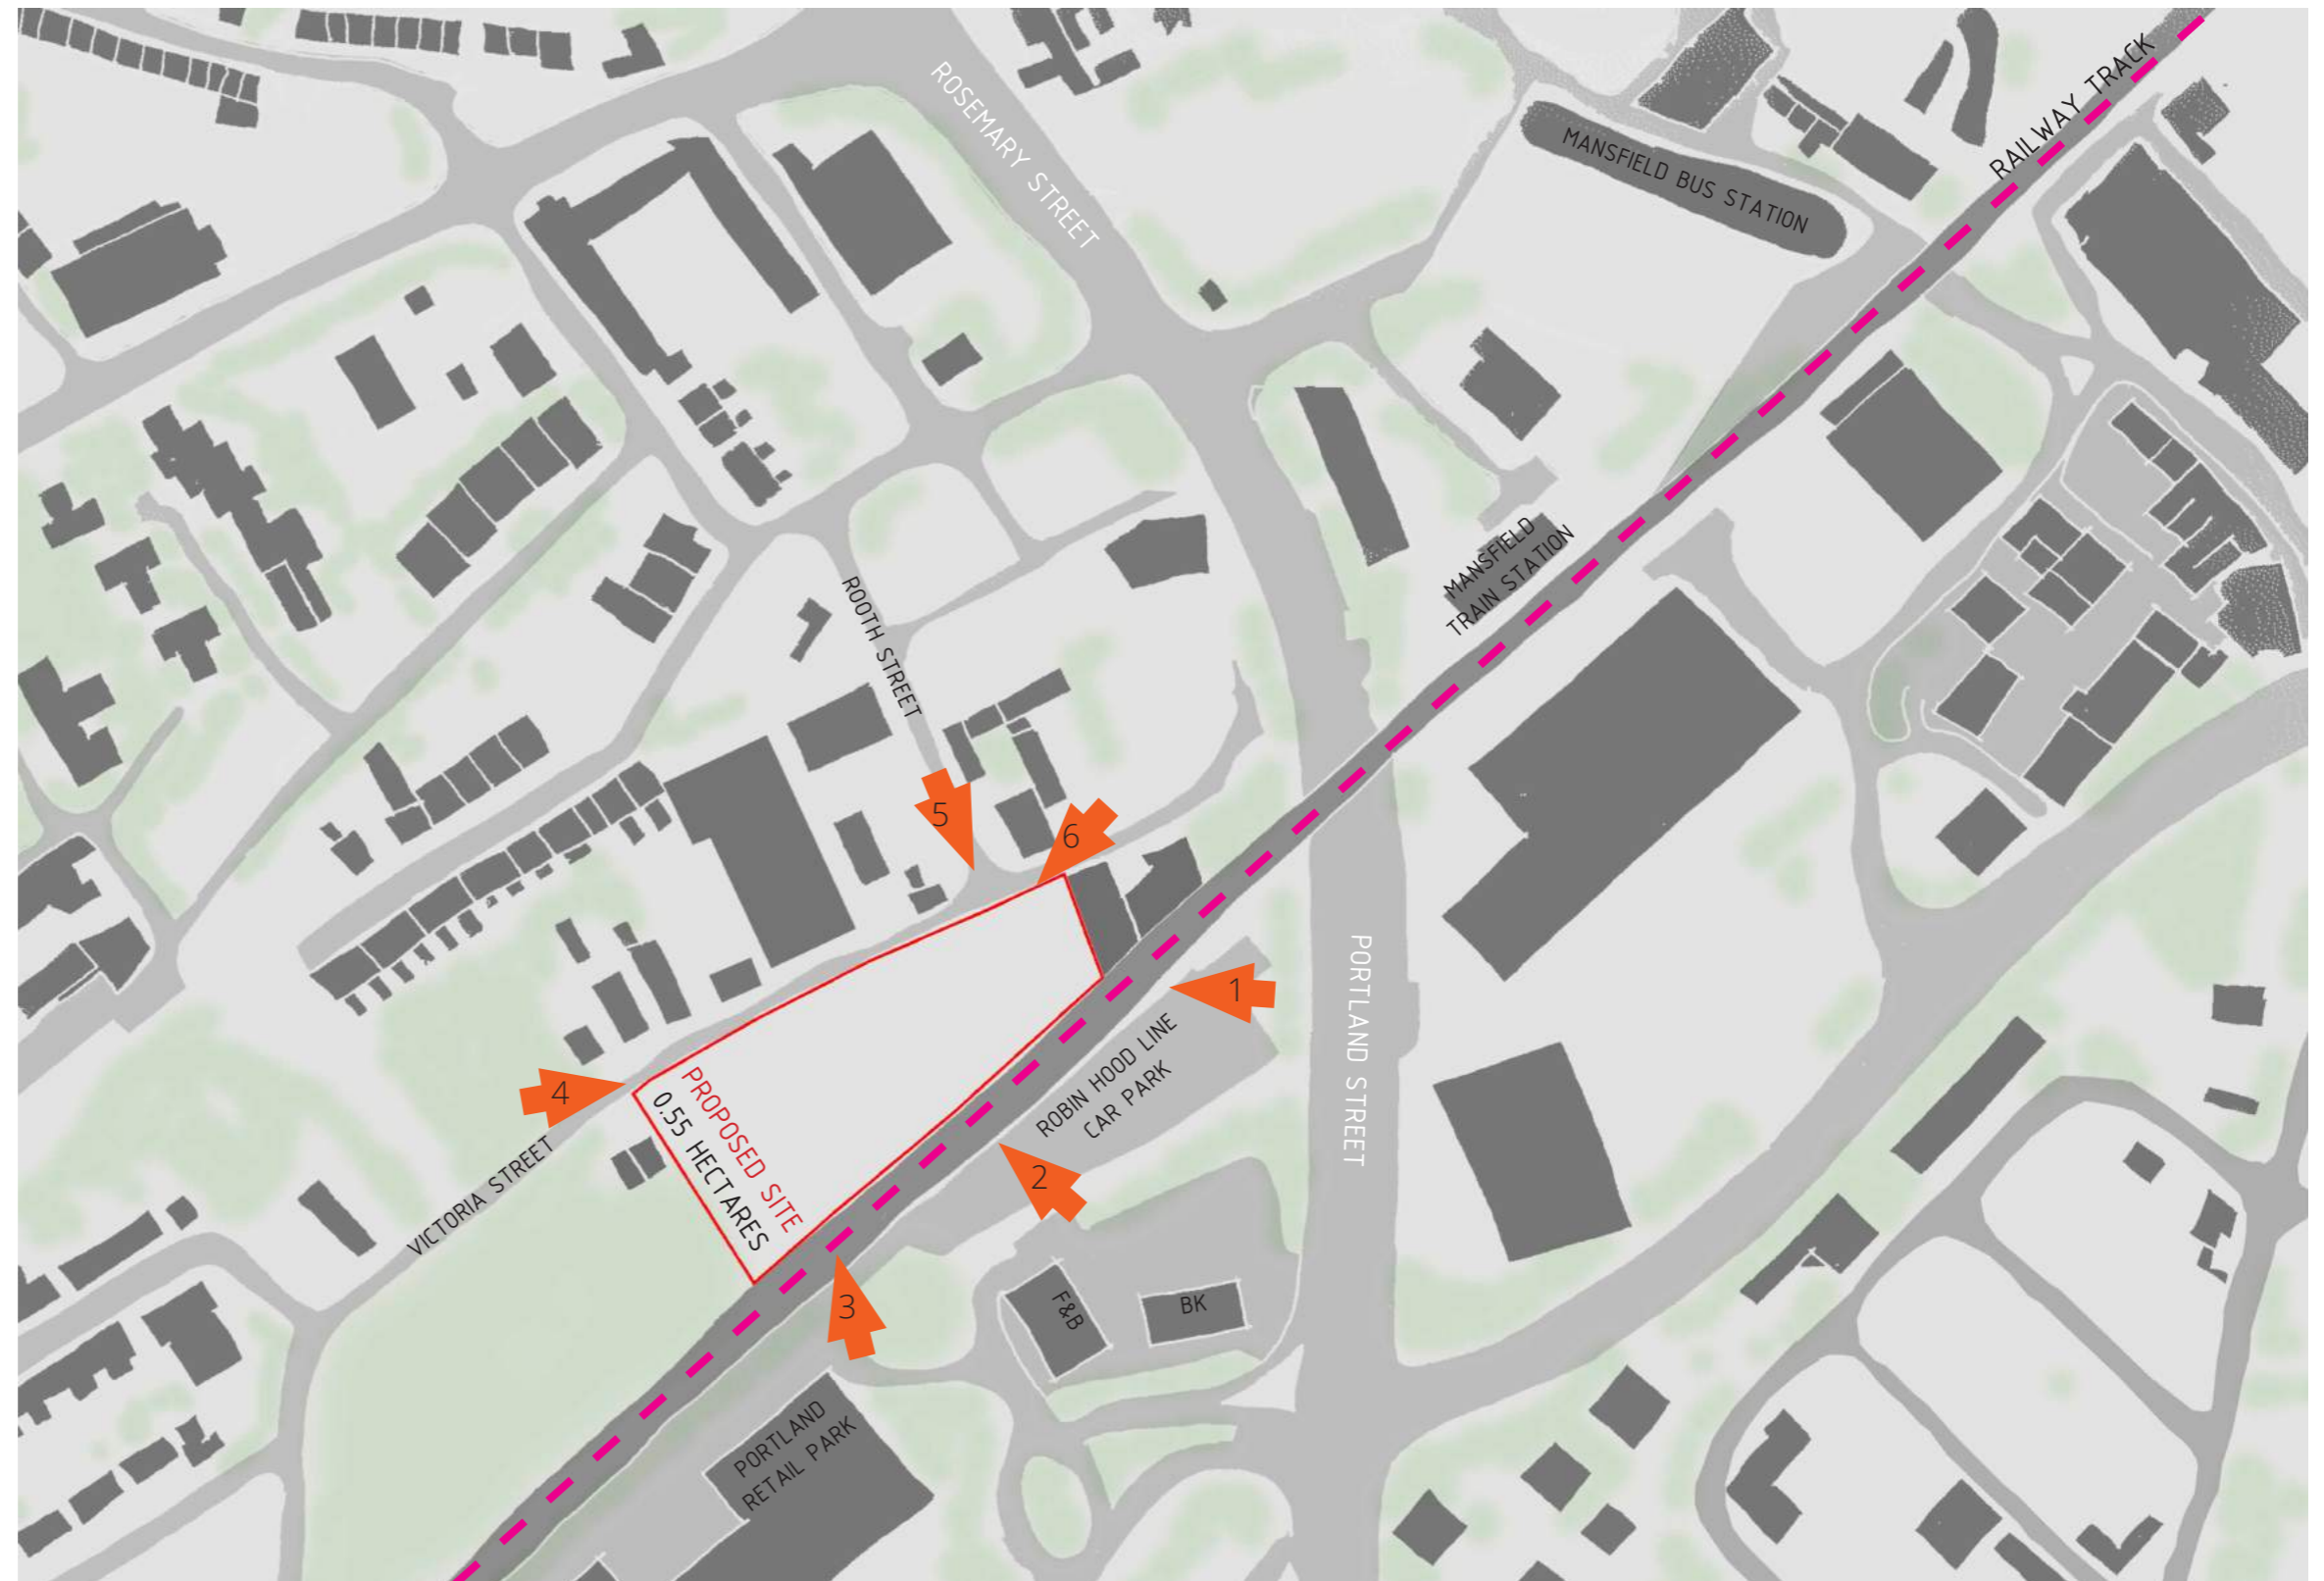 ROSEMARY STREET
RAILWAY TRACK
MANSFIELD BUS STATION
MANSFIELD
TRAIN STATION
ROOTH STREET
5
6
1
PORTLAND STREET
ROBIN HOOD LINE
CAR PARK
4
PROPOSED SITE
0.55 HECTARES
2
VICTORIA STREET
3
F&B
BK
PORTLAND
RETAIL PARK